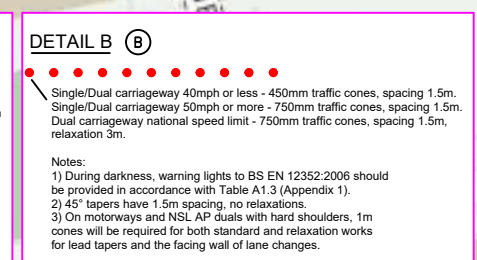 DETAIL B B
Single/Dual carriageway 40mph or less - 450mm traffic cones, spacing 1.5m.
Single/Dual carriageway 50mph or more - 750mm traffic cones, spacing 1.5m.
Dual carriageway national speed limit - 750mm traffic cones, spacing 1.5m,
relaxation 3m.
Notes:
1) During darkness, warning lights to BS EN 12352:2006 should
be provided in accordance with Table A1.3 (Appendix 1).
2) 45° tapers have 1.5m spacing, no relaxations.
3) On motorways and NSL AP duals with hard shoulders, 1m
cones will be required for both standard and relaxation works
for lead tapers and the facing wall of lane changes.